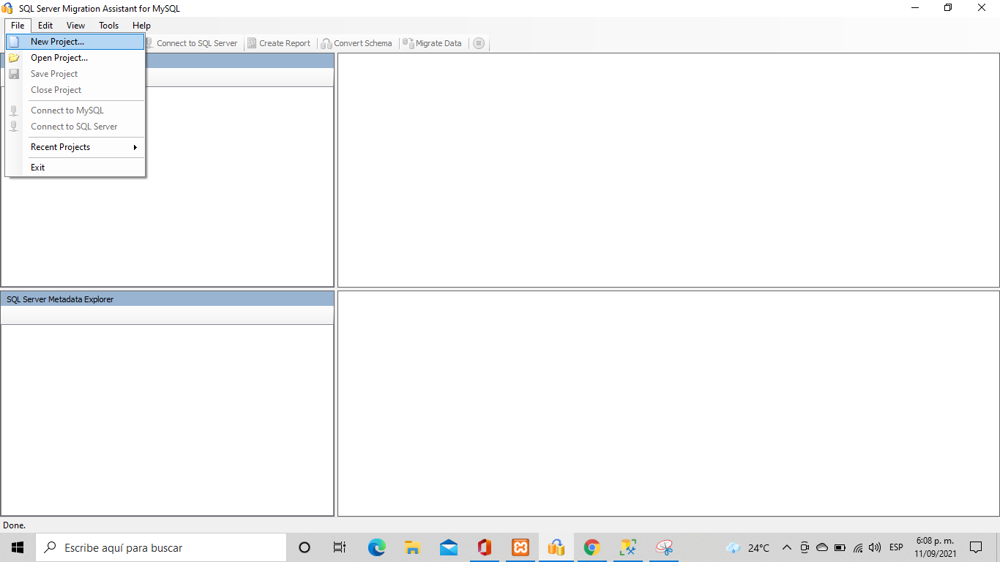 SQL Server Migration Assistant for MySQL
File Edit View Tools Help
New Project...
Connect to SQL Server Create Report Convert Schema Migrate Data
Open Project...
Save Project
Close Project
Connect to MySQL
Connect to SQL Server
Recent Projects
Exit
SQL Server Metadata Explorer
Done.
Escribe aquí para buscar
24°C
ESP
6:08 p. m.
11/09/2021